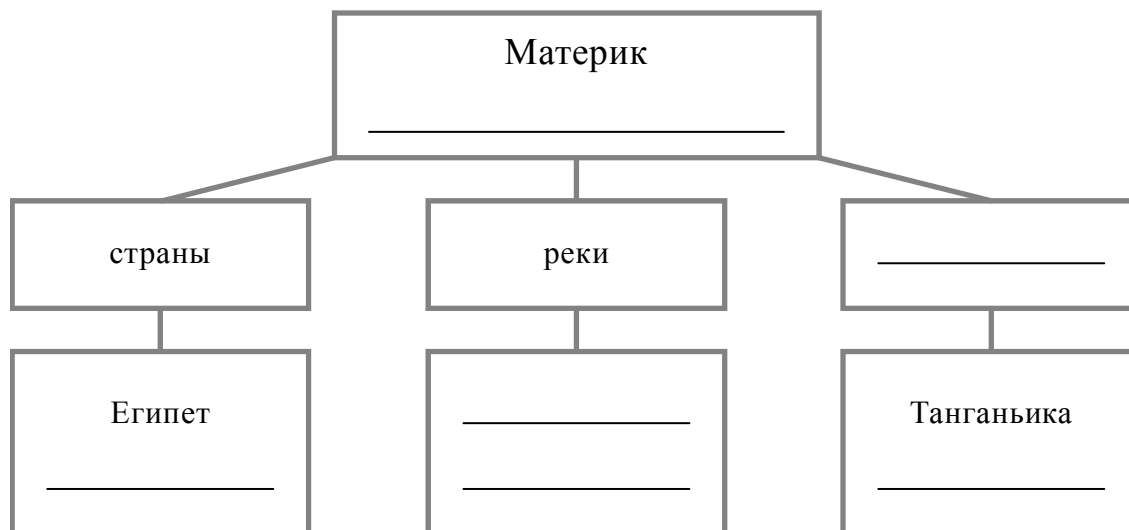 Материк
страны
реки
Египет
Танганьика